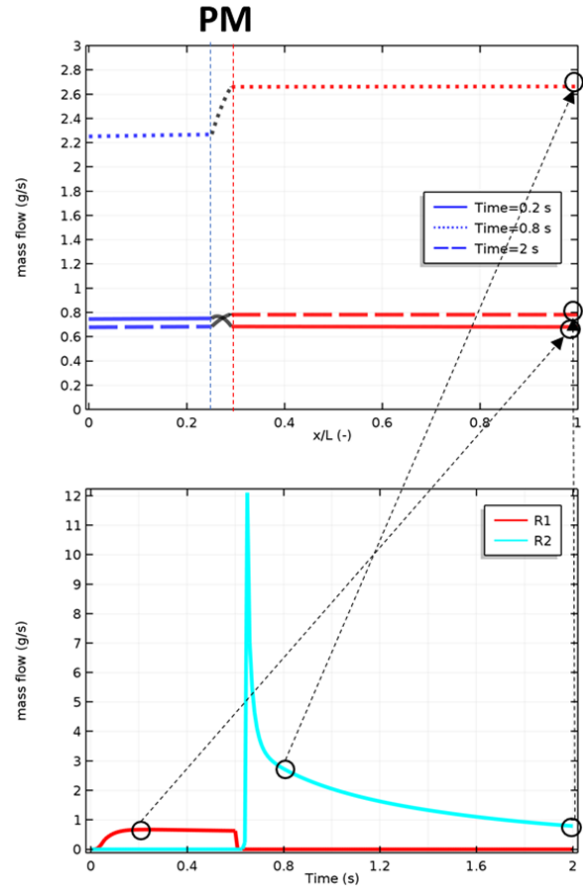 PM
3
2.8
2.6
2.4
2.2
2
1.8
1.6
1.4
1.2
1
0.8
0.6
0.4
0.2
0
mass flow (g/s)
Time=0.2 s
Time=0.8 s
Time=2 s
0 0.2 0.4 0.6 0.8 1
x/L (-)
12
11
10
9
8
7
6
5
4
3
2
1
0
mass flow (g/s)
R1
R2
0 0.4 0.8 1.2 1.6 2
Time (s)